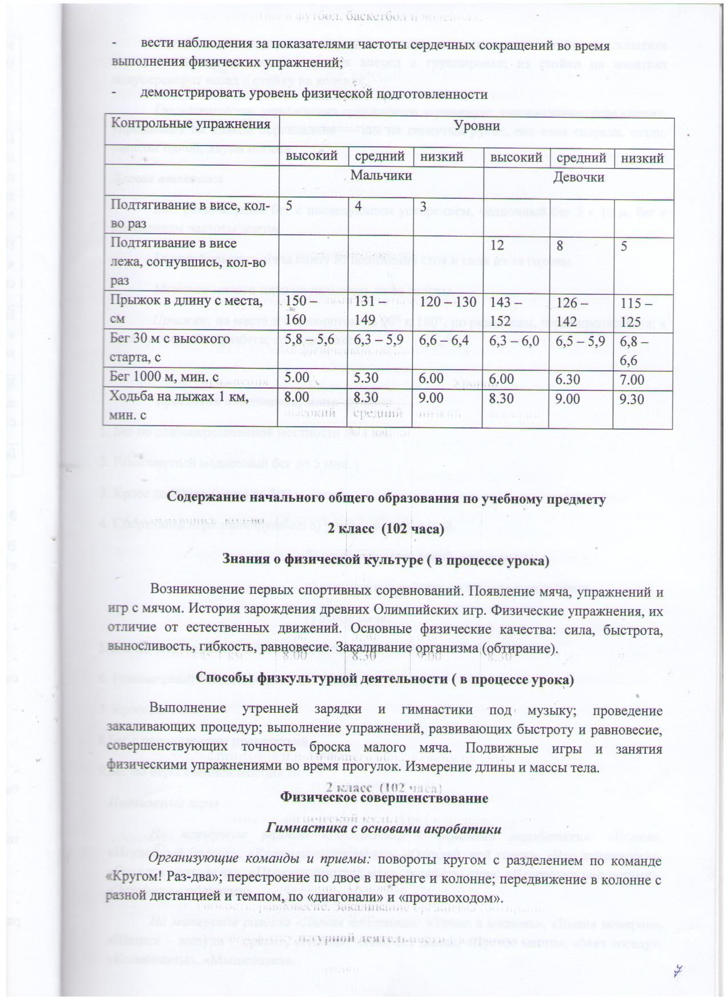 - вести наблюдения за показателями частоты сердечных сокращений во время
выполнения физических упражнений;
- демонстрировать уровень физической подготовленности
Контрольные упражнения Уровни
высокий средний низкий высокий средний низкий
Мальчики Девочки
Подтягивание в висе, кол- 5 4 3
во раз
Подтягивание в висе 12 8 5
лежа, согнувшись, кол-во
раз
Прыжок в длину с места, 150 – 131 – 120 – 130 143 – 126 – 115 –
см 160 149 152 142 125
Бег 30 м с высокого 5,8 – 5,6 6,3 – 5,9 6,6 – 6,4 6,3 – 6,0 6,5 – 5,9 6,8 –
старта, с 6,6
Бег 1000 м, мин. с 5.00 5.30 6.00 6.00 6.30 7.00
Ходьба на лыжах 1 км, 8.00 8.30 9.00 8.30 9.00 9.30
мин. с
Содержание начального общего образования по учебному предмету
2 класс (102 часа)
Знания о физической культуре ( в процессе урока)
Возникновение первых спортивных соревнований. Появление мяча, упражнений и
игр с мячом. История зарождения древних Олимпийских игр. Физические упражнения, их
отличие от естественных движений. Основные физические качества: сила, быстрота,
выносливость, гибкость, равновесие. Закаливание организма (обтирание).
Способы физкультурной деятельности ( в процессе урока)
Выполнение утренней зарядки и гимнастики под музыку; проведение
закаливающих процедур; выполнение упражнений, развивающих быстроту и равновесие,
совершенствующих точность броска малого мяча. Подвижные игры и занятия
физическими упражнениями во время прогулок. Измерение длины и массы тела.
Физическое совершенствование
Гимнастика с основами акробатики
Организующие команды и приемы: повороты кругом с разделением по команде
«Кругом! Раз-два»; перестроение по двое в шеренге и колонне; передвижение в колонне с
разной дистанцией и темпом, по «диагонали» и «противоходом».
7